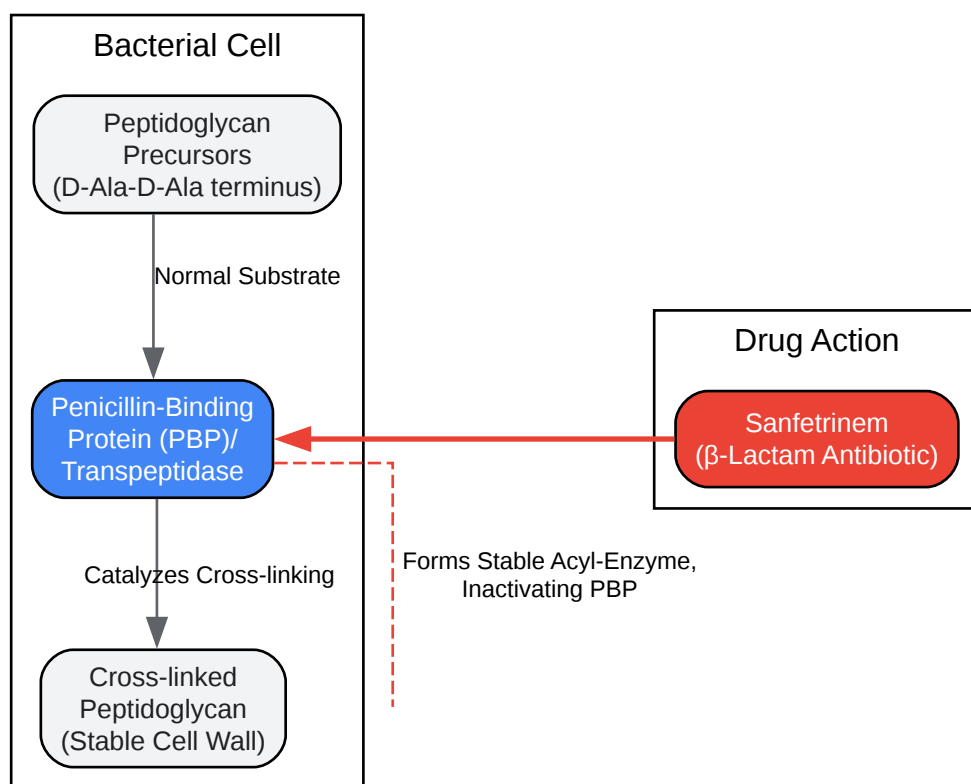 Bacterial Cell
Peptidoglycan
Precursors
(D-Ala-D-Ala terminus)
Normal Substrate
Penicillin-Binding
Protein (PBP)/
Transpeptidase
Catalyzes Cross-linking
Cross-linked
Peptidoglycan
(Stable Cell Wall)
Drug Action
Sanfetrinem
(β-Lactam Antibiotic)
Forms Stable Acyl-Enzyme,
Inactivating PBP